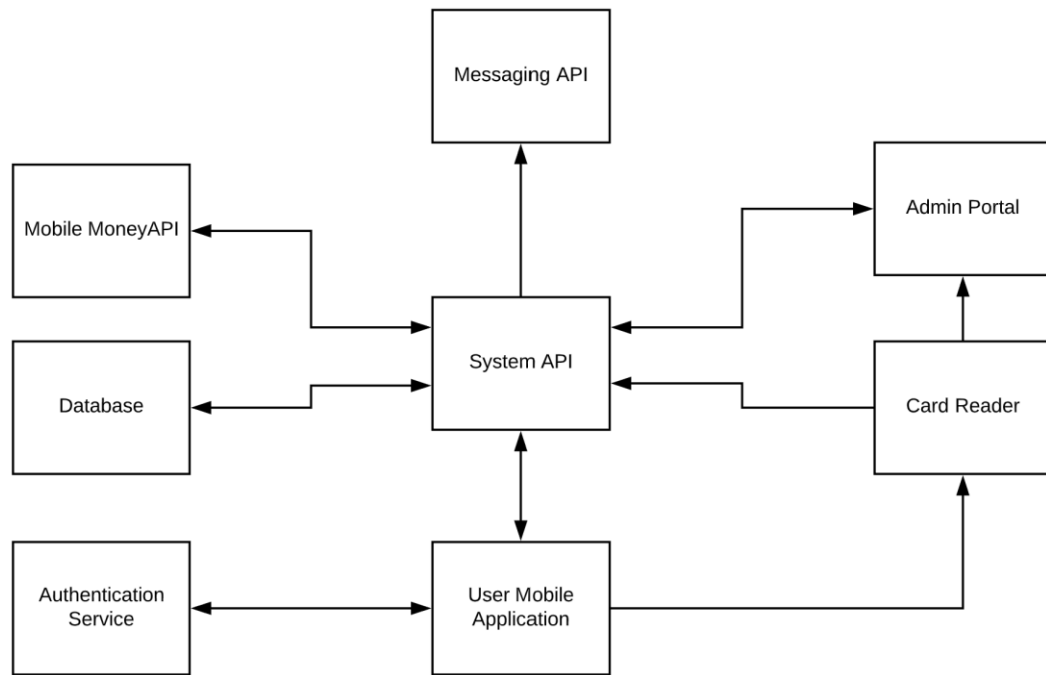 Messaging API
Mobile MoneyAPI
Admin Portal
System API
Database
Card Reader
Authentication
Service
User Mobile
Application